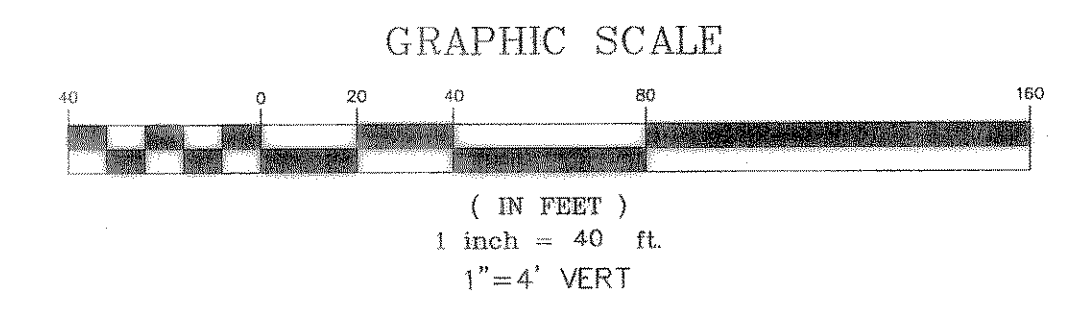 GRAPHIC SCALE
40 0 20 40 80 160
( IN FEET )
1 inch = 40 ft.
1"=4' VERT